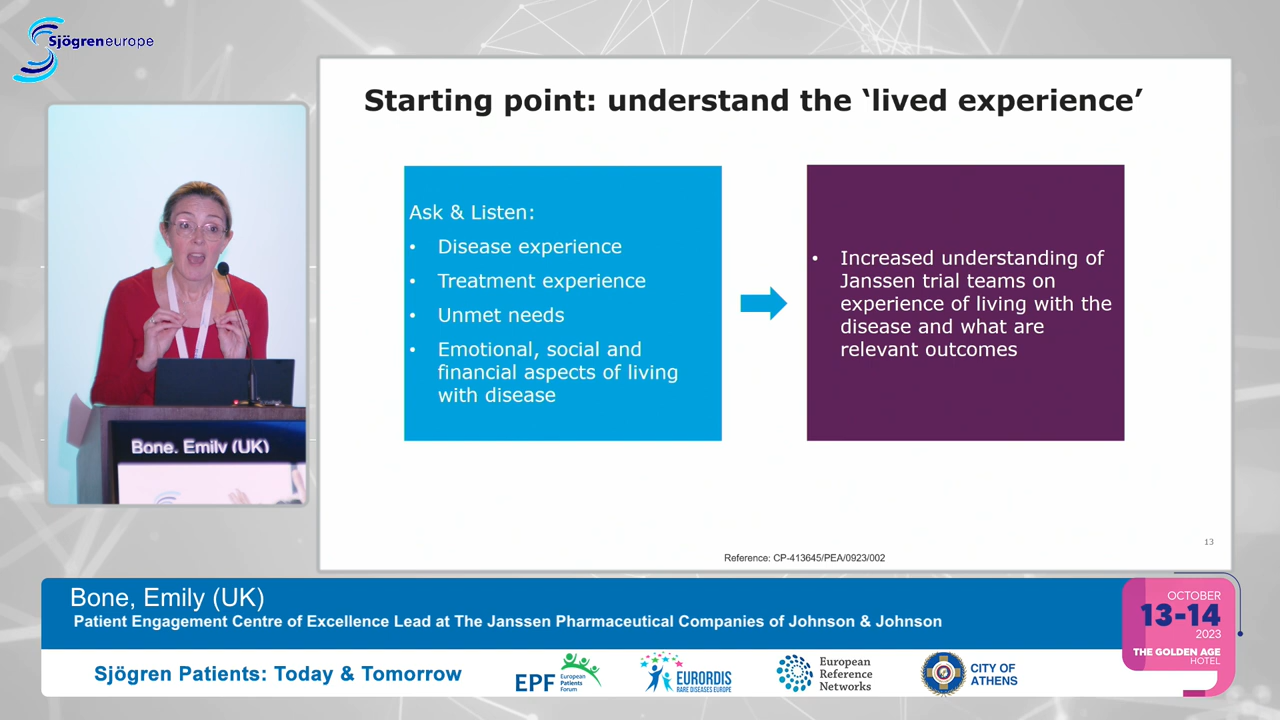 Sjögreneurope
Starting point: understand the ‘lived experience’
Ask & Listen:
• Disease experience
• Treatment experience
• Unmet needs
• Emotional, social and
financial aspects of living
with disease
• Increased understanding of
Janssen trial teams on
experience of living with the
disease and what are
relevant outcomes
13
Reference: CP-413645/PEA/0923/002
Bone, Emily (UK)
Bone, Emily (UK)
Patient Engagement Centre of Excellence Lead at The Janssen Pharmaceutical Companies of Johnson & Johnson
OCTOBER
13-14
2023
THE GOLDEN AGE
HOTEL
Sjögren Patients: Today & Tomorrow
EPF
European
Patients
Forum
EURORDIS
RARE DISEASES EUROPE
European
Reference
Networks
CITY OF
ATHENS